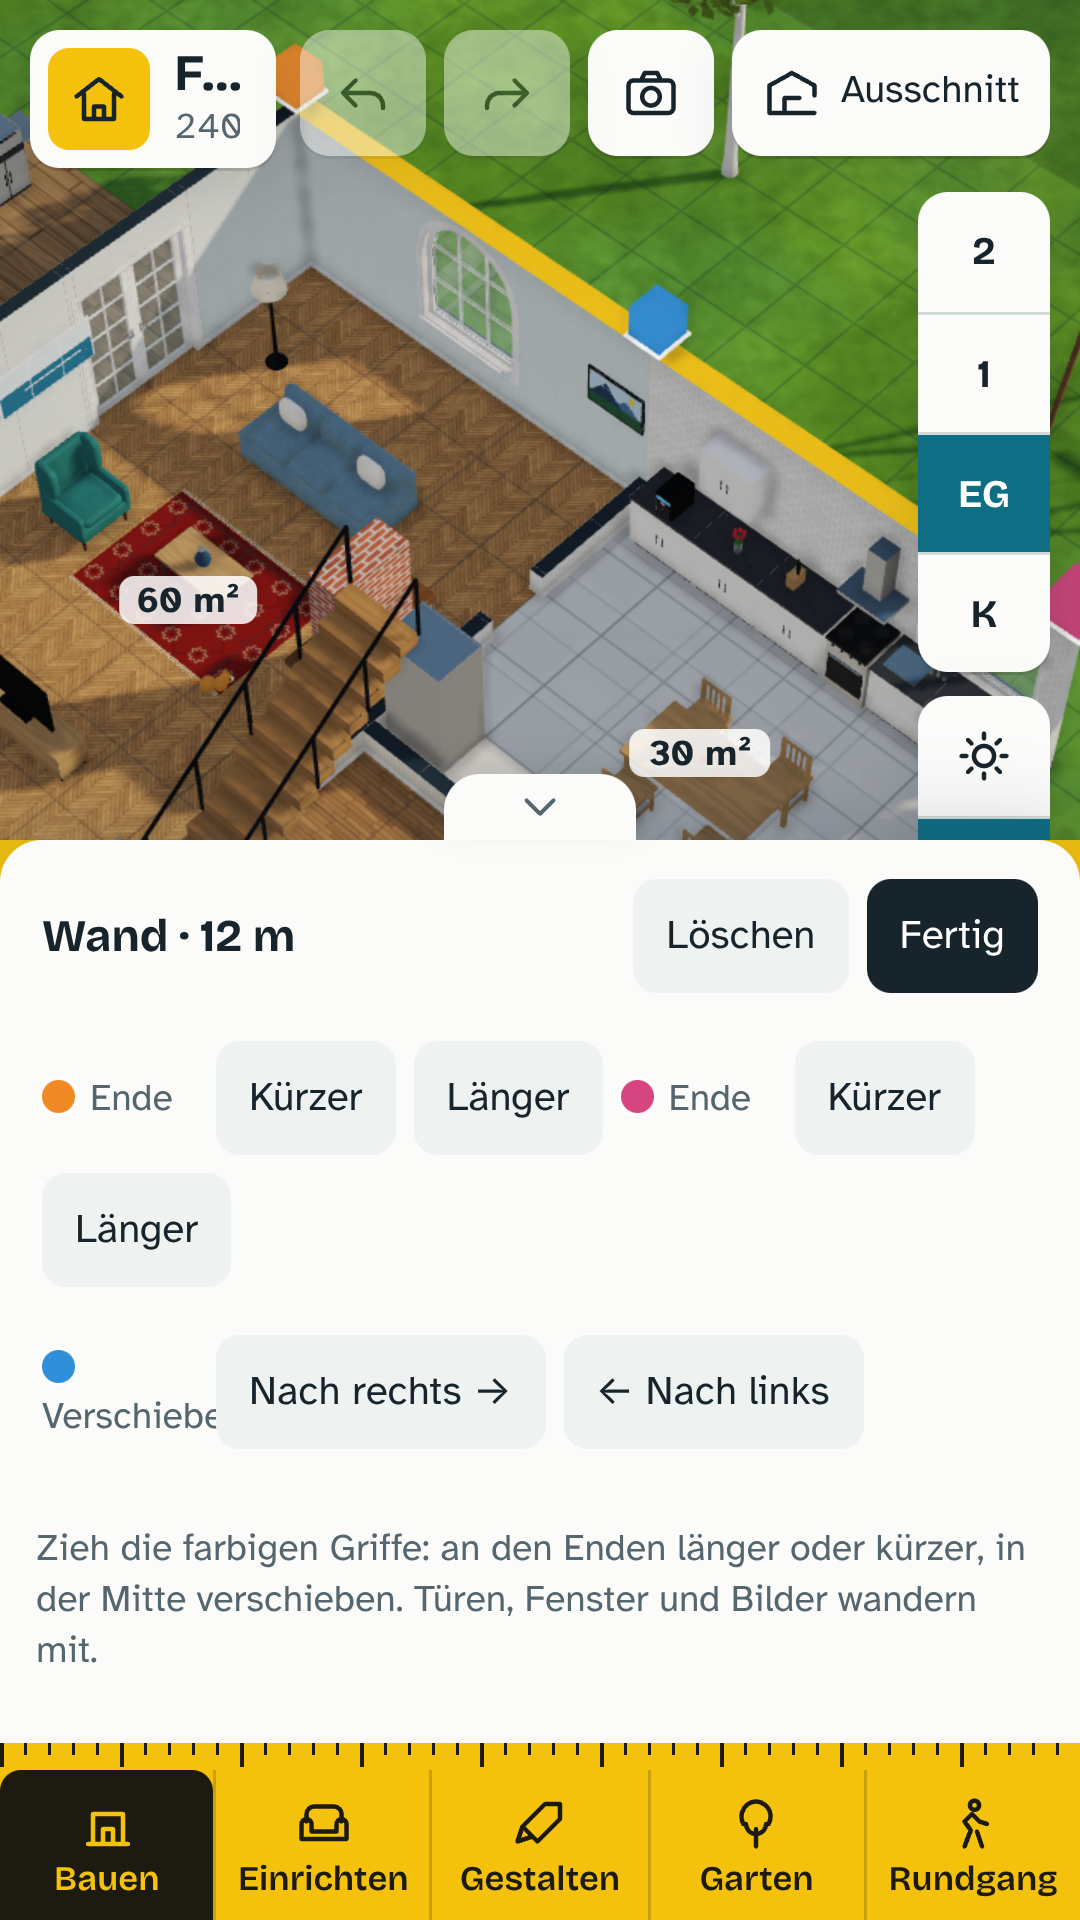 F...
240
Ausschnitt
2
1
EG
K
60 m²
30 m²
Wand · 12 m
Löschen
Fertig
Ende
Kürzer
Länger
Ende
Kürzer
Länger
Verschiebe
Nach rechts →
← Nach links
Zieh die farbigen Griffe: an den Enden länger oder kürzer, in
der Mitte verschieben. Türen, Fenster und Bilder wandern
mit.
Bauen
Einrichten
Gestalten
Garten
Rundgang